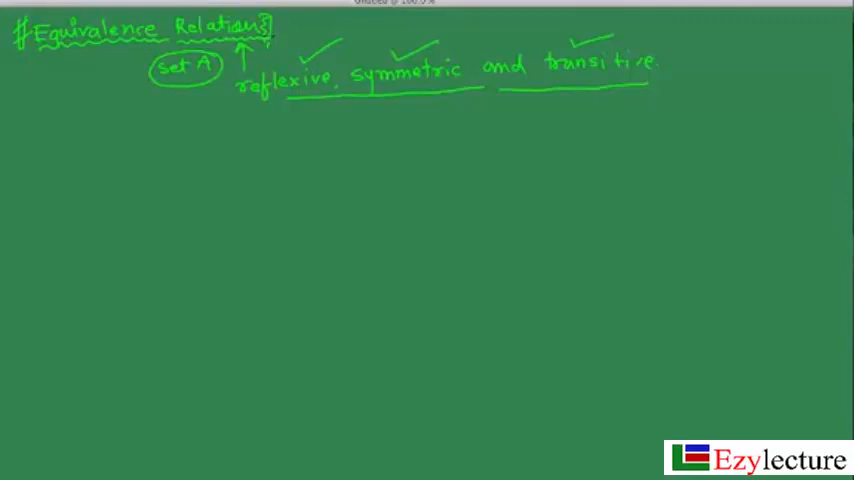 # Equivalence Relations
set A reflexive, symmetric and transitive.
Ezylecture